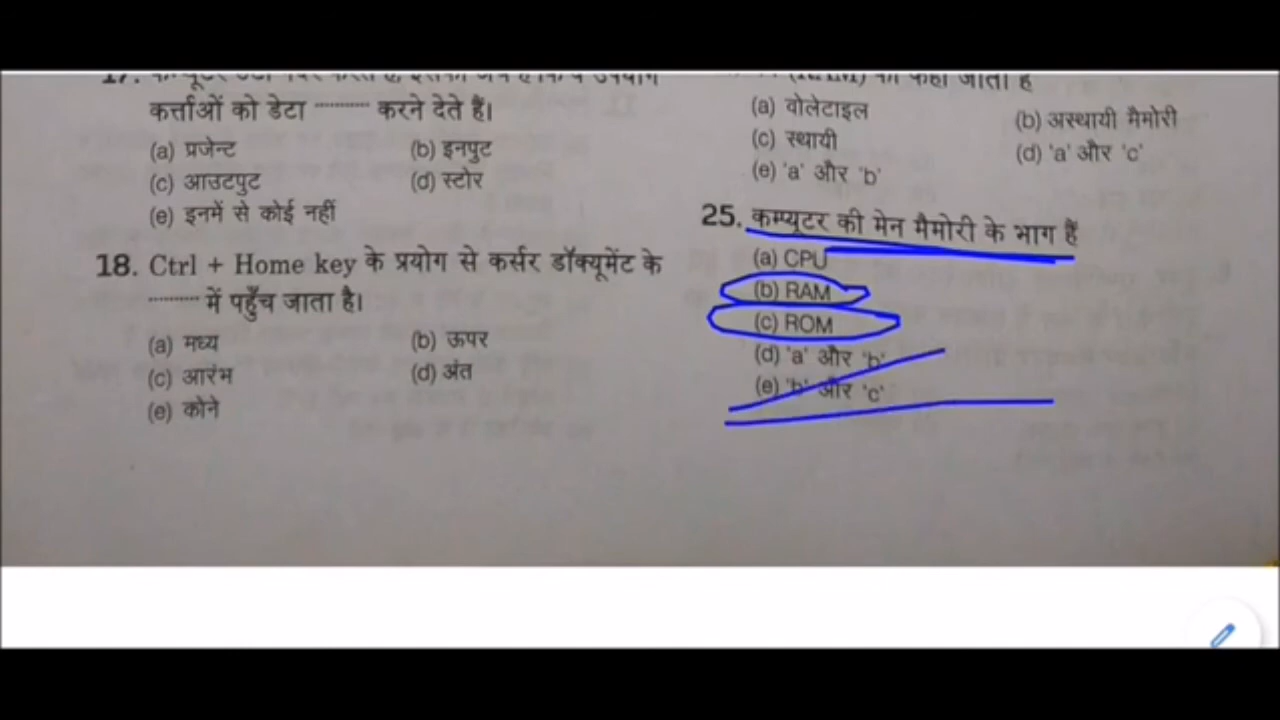 कर्त्ताओं को डेटा ············ करने देते हैं।
(a) प्रजेन्ट (b) इनपुट
(c) आउटपुट (d) स्टोर
(e) इनमें से कोई नहीं
18. Ctrl + Home key के प्रयोग से कर्सर डॉक्यूमेंट के
············ में पहुँच जाता है।
(a) मध्य (b) ऊपर
(c) आरंभ (d) अंत
(e) कोने
को कहा जाता है
(a) वोलेटाइल (b) अस्थायी मैमोरी
(c) स्थायी (d) 'a' और 'c'
(e) 'a' और 'b'
25. कम्प्यूटर की मेन मैमोरी के भाग हैं
(a) CPU
(b) RAM
(c) ROM
(d) 'a' और 'b'
(e) 'b' और 'c'